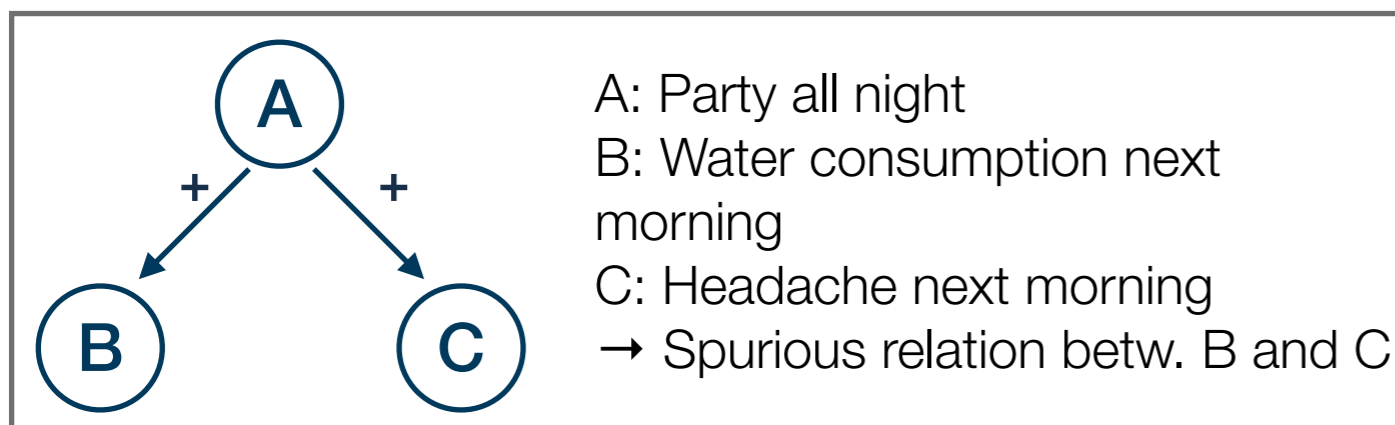 A
+ +
B C
A: Party all night
B: Water consumption next
morning
C: Headache next morning
→ Spurious relation betw. B and C